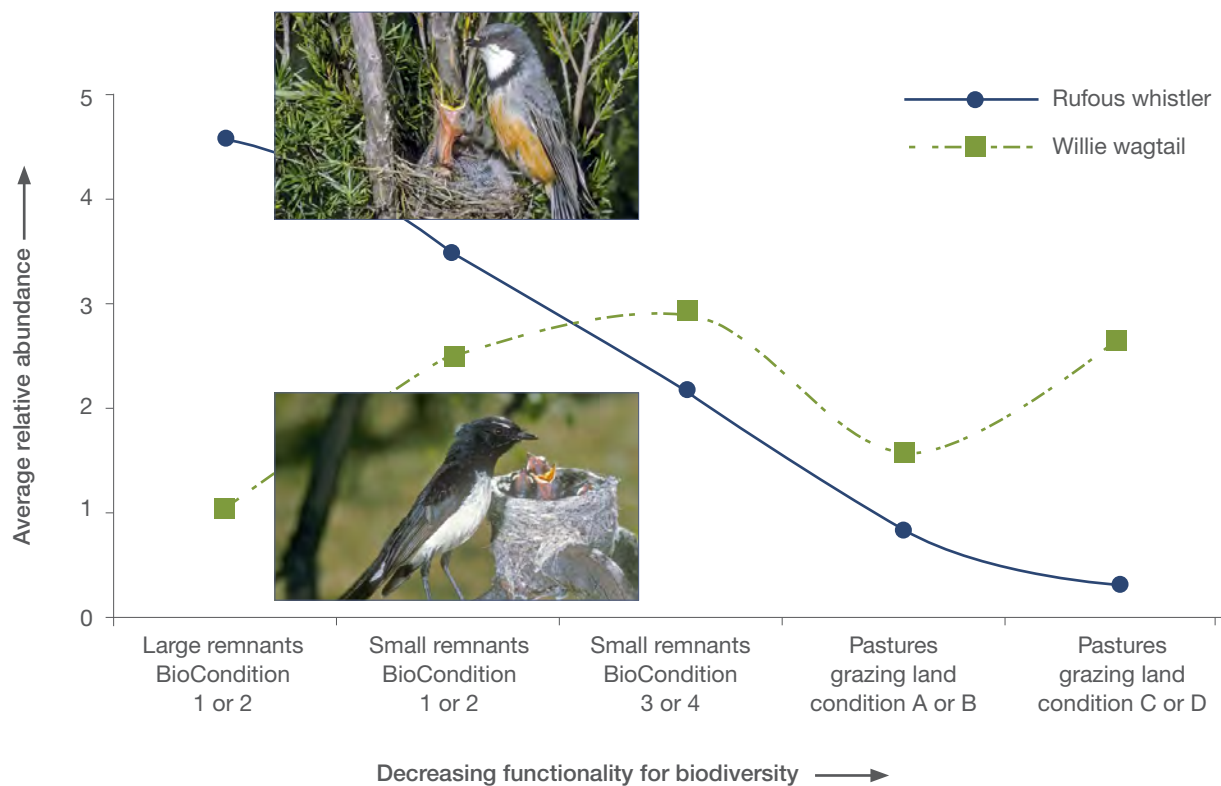 Rufous whistler
Willie wagtail
Average relative abundance
5
4
3
2
1
0
Large remnants
BioCondition
1 or 2
Small remnants
BioCondition
1 or 2
Small remnants
BioCondition
3 or 4
Pastures
grazing land
condition A or B
Pastures
grazing land
condition C or D
Decreasing functionality for biodiversity